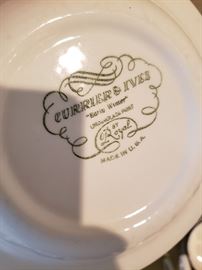 CURRIER & IVES
"Early Winter"
UNDERGLAZE PRINT
BY
Royal
MADE IN U.S.A.